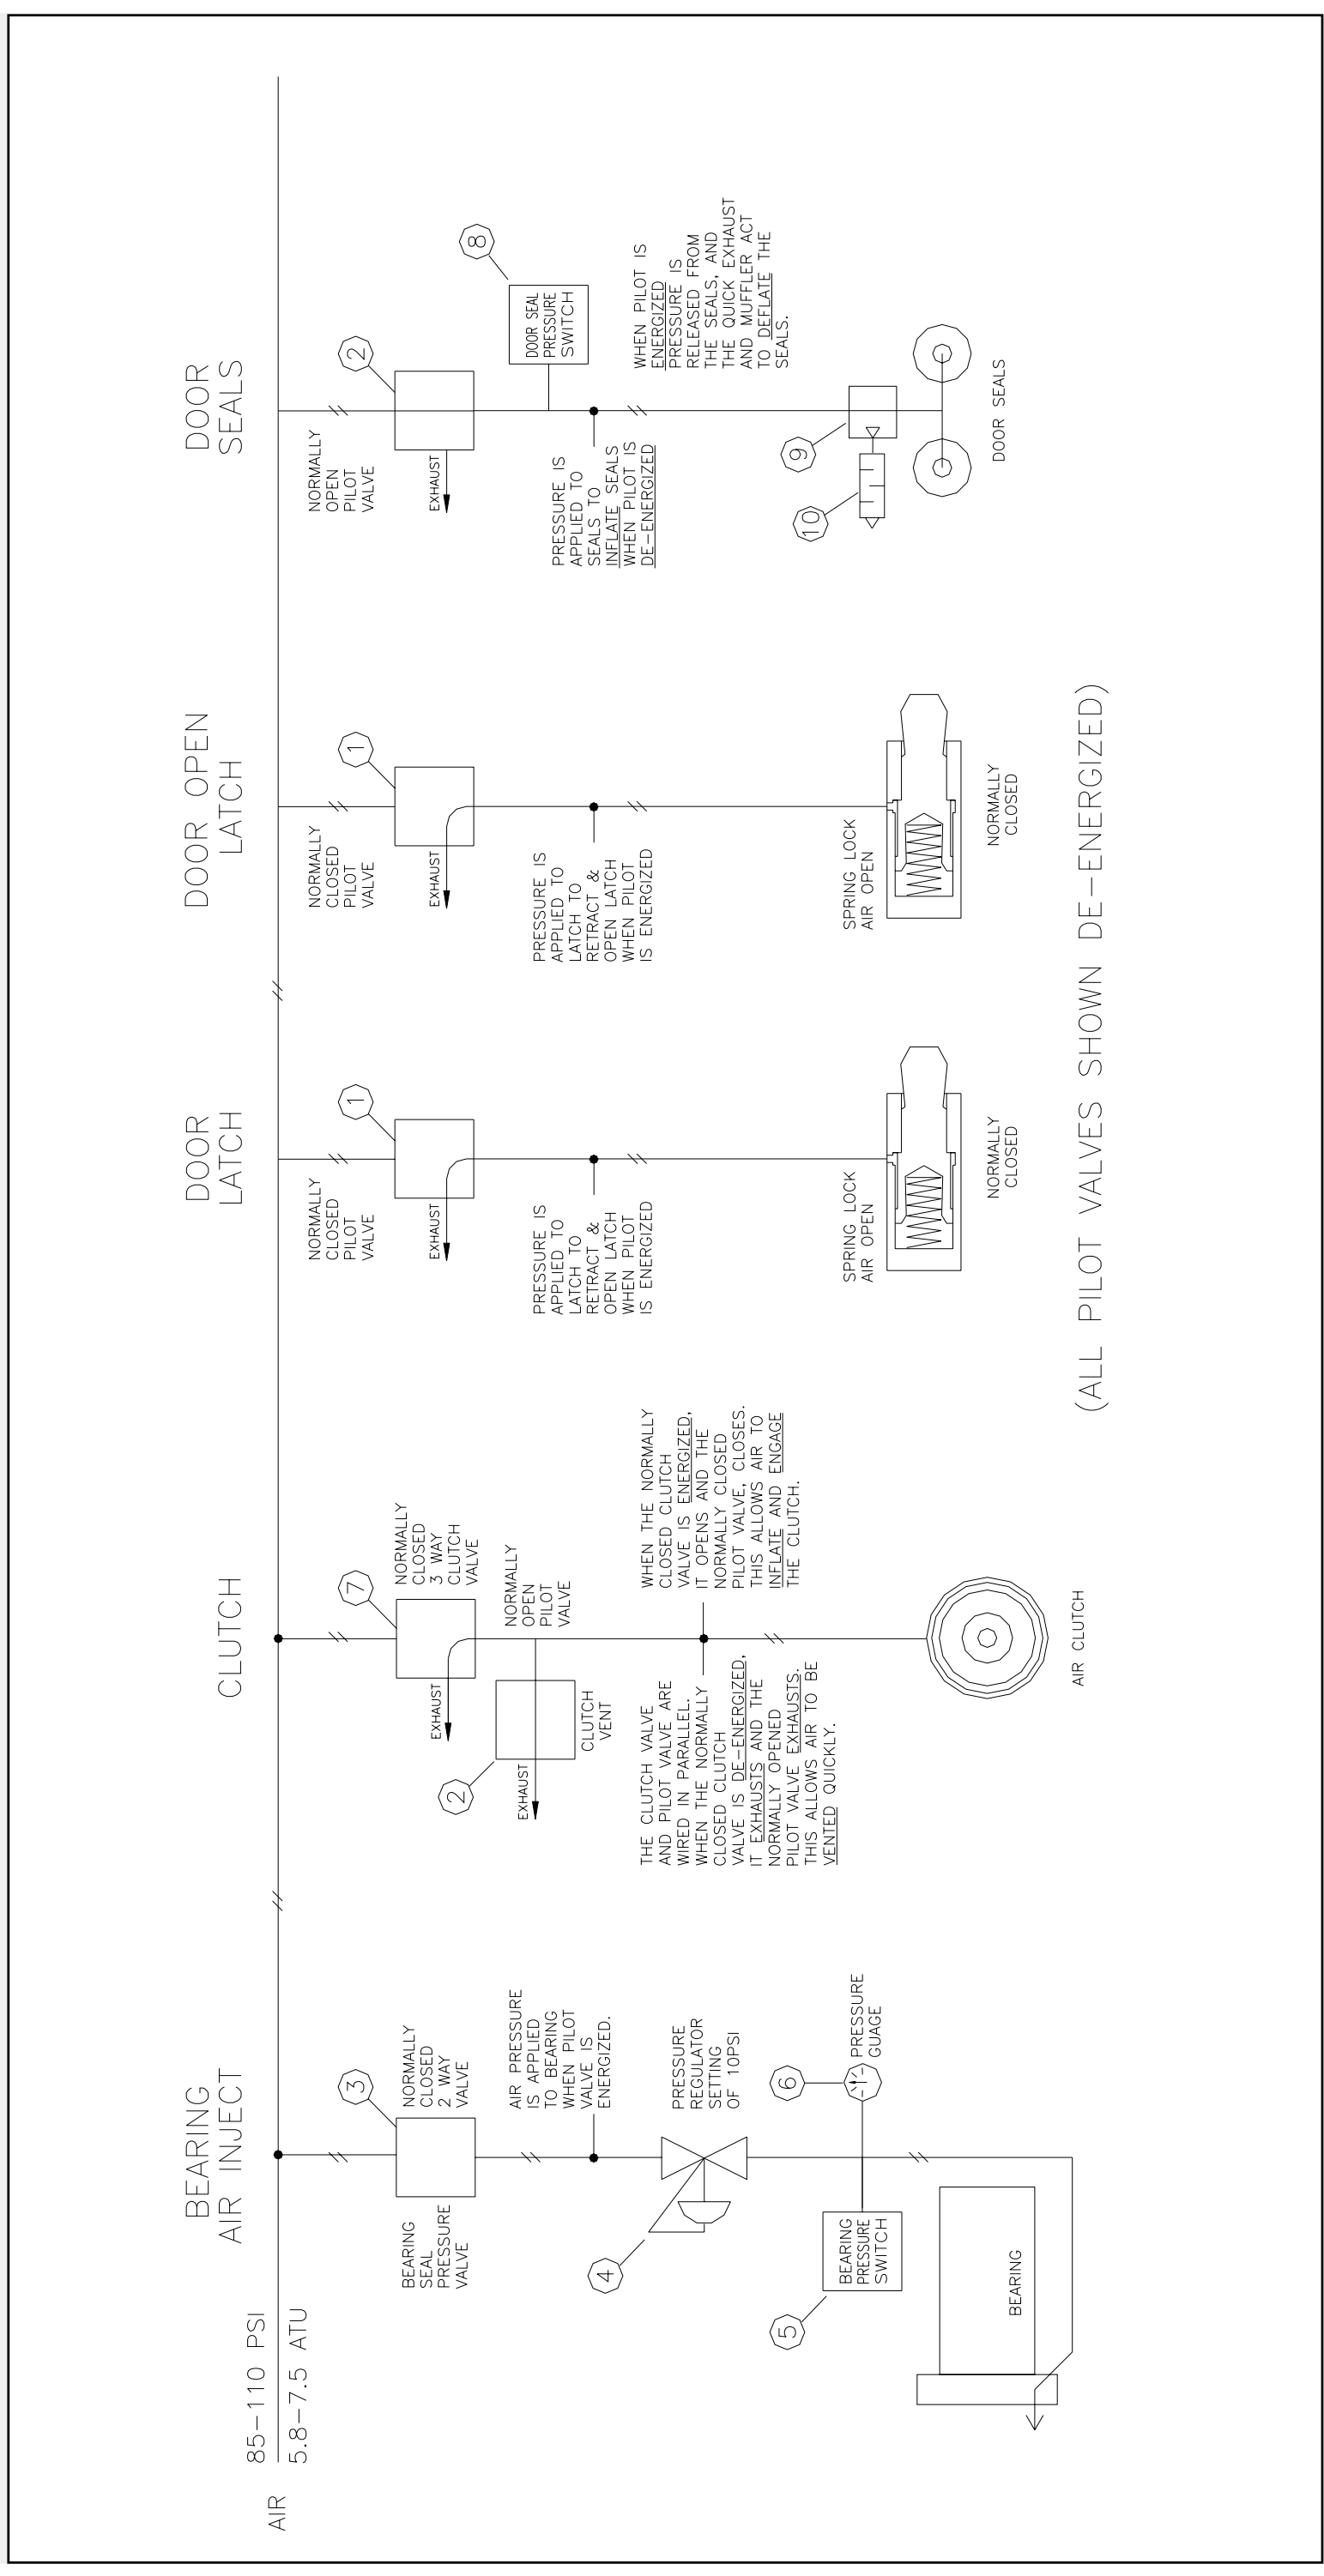 AIR
85-110 PSI
5.8-7.5 ATU
BEARING
AIR INJECT
3
NORMALLY
CLOSED
2 WAY
VALVE
BEARING
SEAL
PRESSURE
VALVE
AIR PRESSURE
IS APPLIED
TO BEARING
WHEN PILOT
VALVE IS
ENERGIZED.
4
PRESSURE
REGULATOR
SETTING
OF 10PSI
6
PRESSURE
GUAGE
5
BEARING
PRESSURE
SWITCH
BEARING
CLUTCH
7
NORMALLY
CLOSED
3 WAY
CLUTCH
VALVE
EXHAUST
NORMALLY
OPEN
PILOT
VALVE
2
EXHAUST
CLUTCH
VENT
THE CLUTCH VALVE
AND PILOT VALVE ARE
WIRED IN PARALLEL.
WHEN THE NORMALLY
CLOSED CLUTCH
VALVE IS DE-ENERGIZED,
IT EXHAUSTS AND THE
NORMALLY OPENED
PILOT VALVE EXHAUSTS.
THIS ALLOWS AIR TO BE
VENTED QUICKLY.
WHEN THE NORMALLY
CLOSED CLUTCH
VALVE IS ENERGIZED,
IT OPENS AND THE
NORMALLY CLOSED
PILOT VALVE, CLOSES.
THIS ALLOWS AIR TO
INFLATE AND ENGAGE
THE CLUTCH.
AIR CLUTCH
DOOR
LATCH
NORMALLY
CLOSED
PILOT
VALVE
1
EXHAUST
PRESSURE IS
APPLIED TO
LATCH TO
RETRACT &
OPEN LATCH
WHEN PILOT
IS ENERGIZED
SPRING LOCK
AIR OPEN
NORMALLY
CLOSED
DOOR OPEN
LATCH
NORMALLY
CLOSED
PILOT
VALVE
1
EXHAUST
PRESSURE IS
APPLIED TO
LATCH TO
RETRACT &
OPEN LATCH
WHEN PILOT
IS ENERGIZED
SPRING LOCK
AIR OPEN
NORMALLY
CLOSED
DOOR
SEALS
NORMALLY
OPEN
PILOT
VALVE
2
EXHAUST
8
DOOR SEAL
PRESSURE
SWITCH
PRESSURE IS
APPLIED TO
SEALS TO
INFLATE SEALS
WHEN PILOT IS
DE-ENERGIZED
WHEN PILOT IS
ENERGIZED
PRESSURE IS
RELEASED FROM
THE SEALS, AND
THE QUICK EXHAUST
AND MUFFLER ACT
TO DEFLATE THE
SEALS.
9
10
DOOR SEALS
(ALL PILOT VALVES SHOWN DE-ENERGIZED)